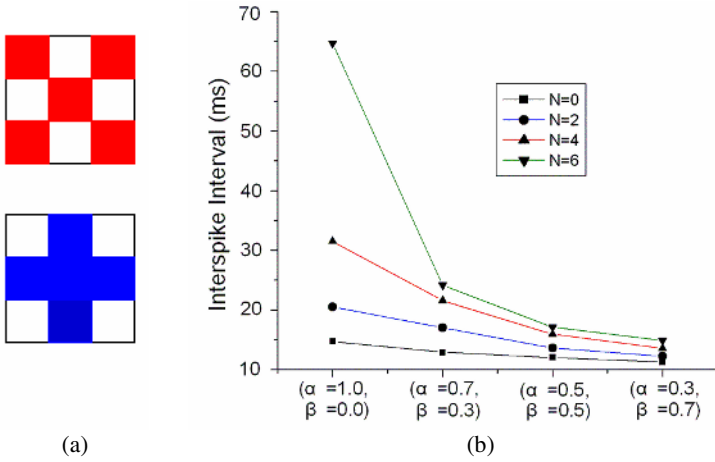 70
60
50
40
30
20
10
Interspike Interval (ms)
N=0
N=2
N=4
N=6
(α =1.0,
β =0.0)
(α =0.7,
β =0.3)
(α =0.5,
β =0.5)
(α =0.3,
β =0.7)
(a)
(b)